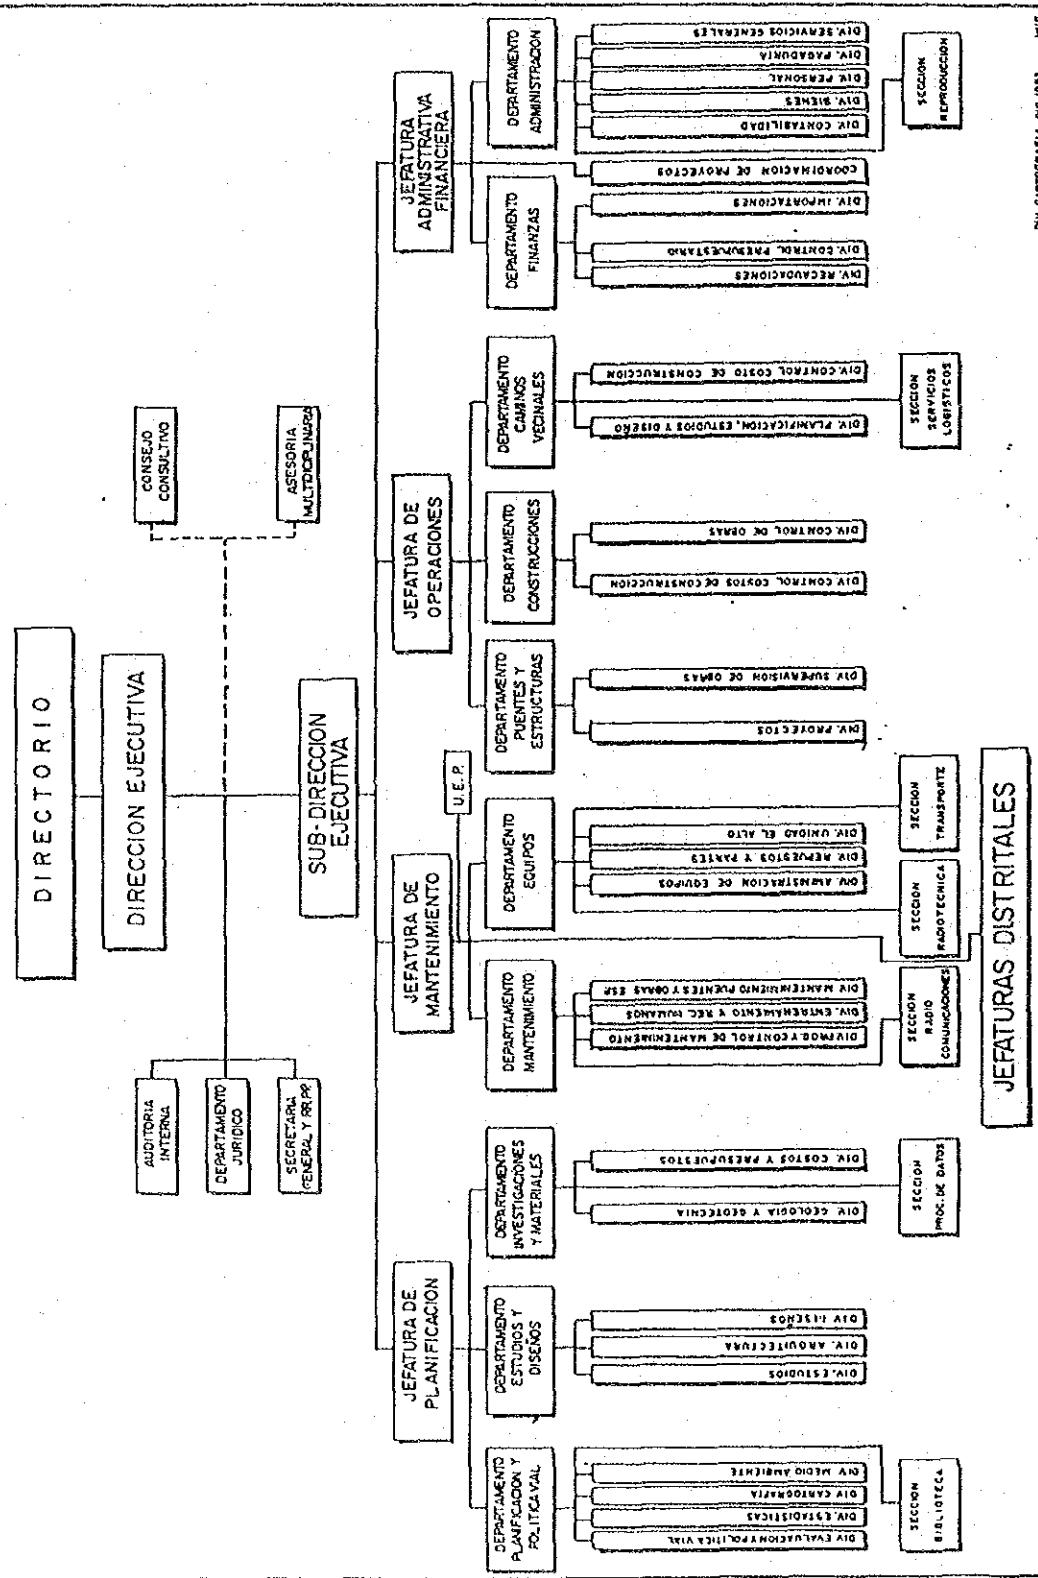 DIRECTORIO
DIRECCION EJECUTIVA
CONSEJO
CONSULTIVO
ASESORIA
MULTIDICIPLINARIA
AUDITORIA
INTERNA
DEPARTAMENTO
JURIDICO
SECRETARIA
GENERAL Y RR.PP.
SUB-DIRECCION
EJECUTIVA
JEFATURA DE
PLANIFICACION
JEFATURA DE
MANTENIMIENTO
JEFATURA DE
OPERACIONES
JEFATURA
ADMINISTRATIVA
FINANCIERA
U.E.P.
DEPARTAMENTO
PLANIFICACION Y
POLITICA VIAL
DEPARTAMENTO
ESTUDIOS Y
DISEÑOS
DEPARTAMENTO
INVESTIGACIONES
Y MATERIALES
DEPARTAMENTO
MANTENIMIENTO
DEPARTAMENTO
EQUIPOS
DEPARTAMENTO
PUENTES Y
ESTRUCTURAS
DEPARTAMENTO
CONSTRUCCIONES
DEPARTAMENTO
CAMINOS
VECINALES
DEPARTAMENTO
FINANZAS
DEPARTAMENTO
ADMINISTRACION
DIV. EVALUACION Y POLITICA VIAL
DIV. ESTADISTICAS
DIV CARTOGRAFIA
DIV MEDIO AMBIENTE
DIV. ESTUDIOS
DIV. ARQUITECTURA
DIV. DISEÑOS
DIV. GEOLOGIA Y GEOTECNIA
DIV. COSTOS Y PRESUPUESTOS
DIV.PROG.Y CONTROL DE MANTENIMIENTO
DIV. ENTRENAMIENTO Y REC. HUMANOS
DIV. MANTENIMIENTO PUENTES Y OBRAS ESP.
DIV. AMINISTRACION DE EQUIPOS
DIV. REPUESTOS Y PARTES
DIV. UNIDAD EL ALTO
DIV. PROYECTOS
DIV. SUPERVISION DE OBRAS
DIV. CONTROL COSTOS DE CONSTRUCCION
DIV. CONTROL DE OBRAS
DIV. PLANIFICACION, ESTUDIOS Y DISEÑO
DIV. CONTROL COSTO DE CONSTRUCCION
DIV. RECAUDACIONES
DIV. CONTROL PRESUPUESTARIO
DIV. IMPORTACIONES
COORDINACION DE PROYECTOS
DIV. CONTABILIDAD
DIV. BIENES
DIV. PERSONAL
DIV. PAGADURIA
DIV. SERVICIOS GENERALES
SECCION
BIBLIOTECA
SECCION
PROC. DE DATOS
SECCION
RADIO
COMUNICACIONES
SECCION
RADIOTECNICA
SECCION
TRANSPORTE
SECCION
SERVICIOS
LOGISTICOS
SECCION
REPRODUCCION
JEFATURAS DISTRITALES
DIV. CARTOGRAFIA